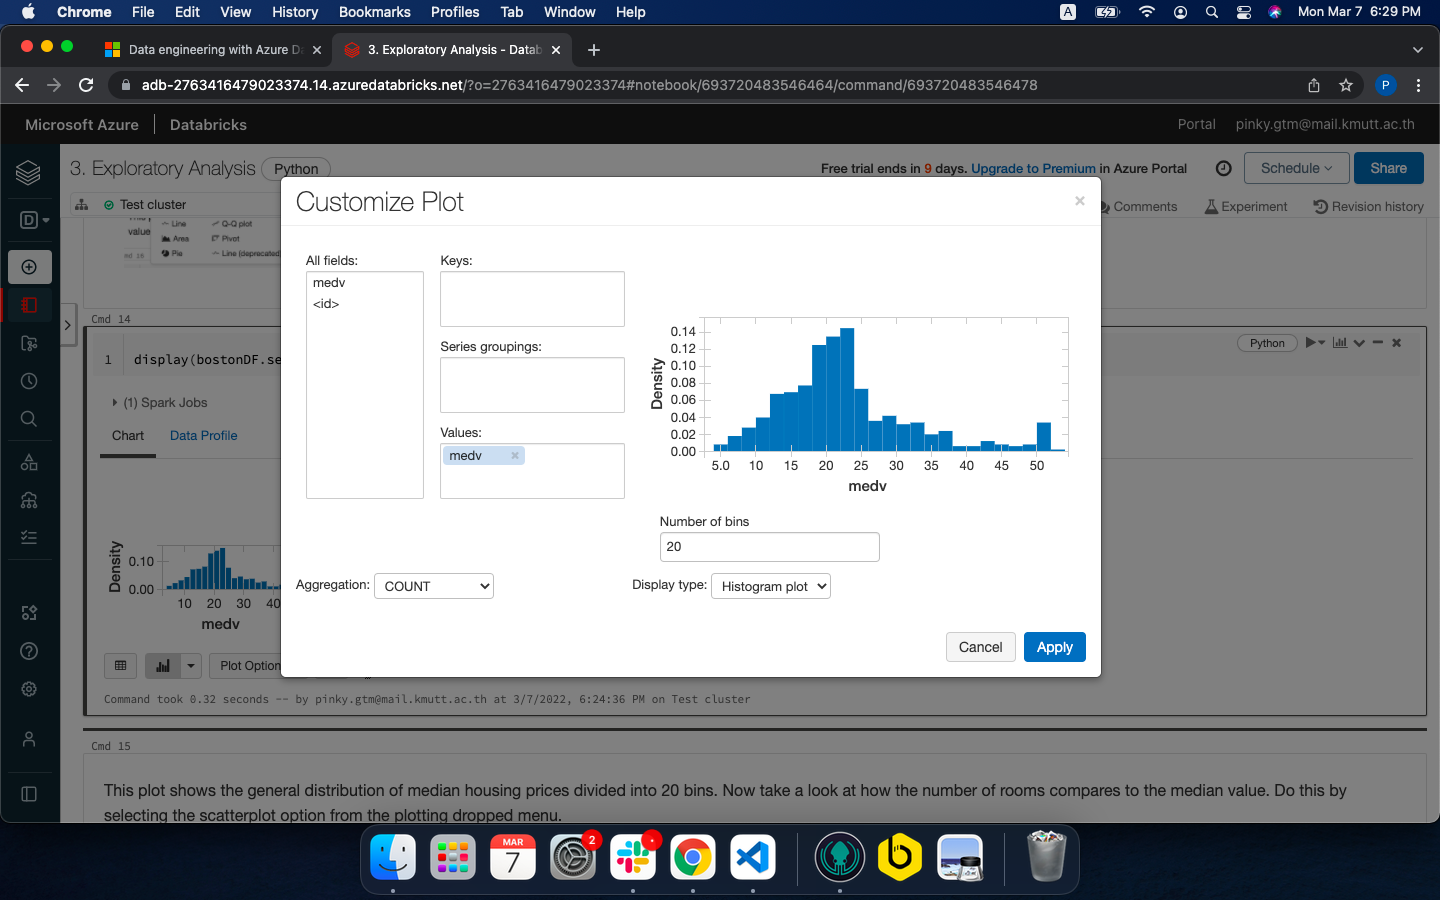 Chrome File Edit View History Bookmarks Profiles Tab Window Help A Mon Mar 7 6:29 PM
Data engineering with Azure Da × 3. Exploratory Analysis - Datab × +
adb-2763416479023374.14.azuredatabricks.net/?o=2763416479023374#notebook/693720483546464/command/693720483546478 P
Microsoft Azure Databricks Portal pinky.gtm@mail.kmutt.ac.th
3. Exploratory Analysis Python Free trial ends in 9 days. Upgrade to Premium in Azure Portal Schedule Share
D Test cluster Comments Experiment Revision history
value
Line Q-Q plot
Area Pivot
Pie Line (deprecated)
Cmd 14
1 display(bostonDF.se
Python
(1) Spark Jobs
Chart Data Profile
Density
0.10
0.00
10 20 30 40
medv
Plot Option
Command took 0.32 seconds -- by pinky.gtm@mail.kmutt.ac.th at 3/7/2022, 6:24:36 PM on Test cluster
Customize Plot ×
All fields:
medv
<id>
Keys:
Series groupings:
Values:
medv ×
Aggregation: COUNT
Density
0.14
0.12
0.10
0.08
0.06
0.04
0.02
0.00
5.0 10 15 20 25 30 35 40 45 50
medv
Number of bins
20
Display type: Histogram plot
Cancel Apply
Cmd 15
This plot shows the general distribution of median housing prices divided into 20 bins. Now take a look at how the number of rooms compares to the median value. Do this by
selecting the scatterplot option from the plotting dropped menu.
MAR
7
2